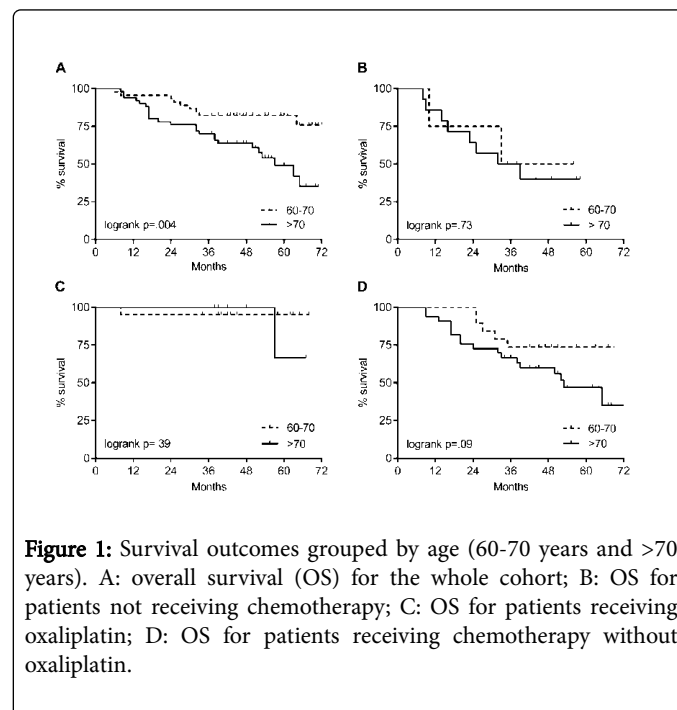 A
B
100
75
50
25
0
% survival
logrank p=.004
60-70
>70
0 12 24 36 48 60 72
Months
100
75
50
25
0
% survival
logrank p=.73
60-70
> 70
0 12 24 36 48 60 72
Months
C
D
100
75
50
25
0
% survival
logrank p= 39
60-70
>70
0 12 24 36 48 60 72
Months
100
75
50
25
0
% survival
logrank p=.09
60-70
>70
0 12 24 36 48 60 72
Months
Figure 1: Survival outcomes grouped by age (60-70 years and >70
years). A: overall survival (OS) for the whole cohort; B: OS for
patients not receiving chemotherapy; C: OS for patients receiving
oxaliplatin; D: OS for patients receiving chemotherapy without
oxaliplatin.